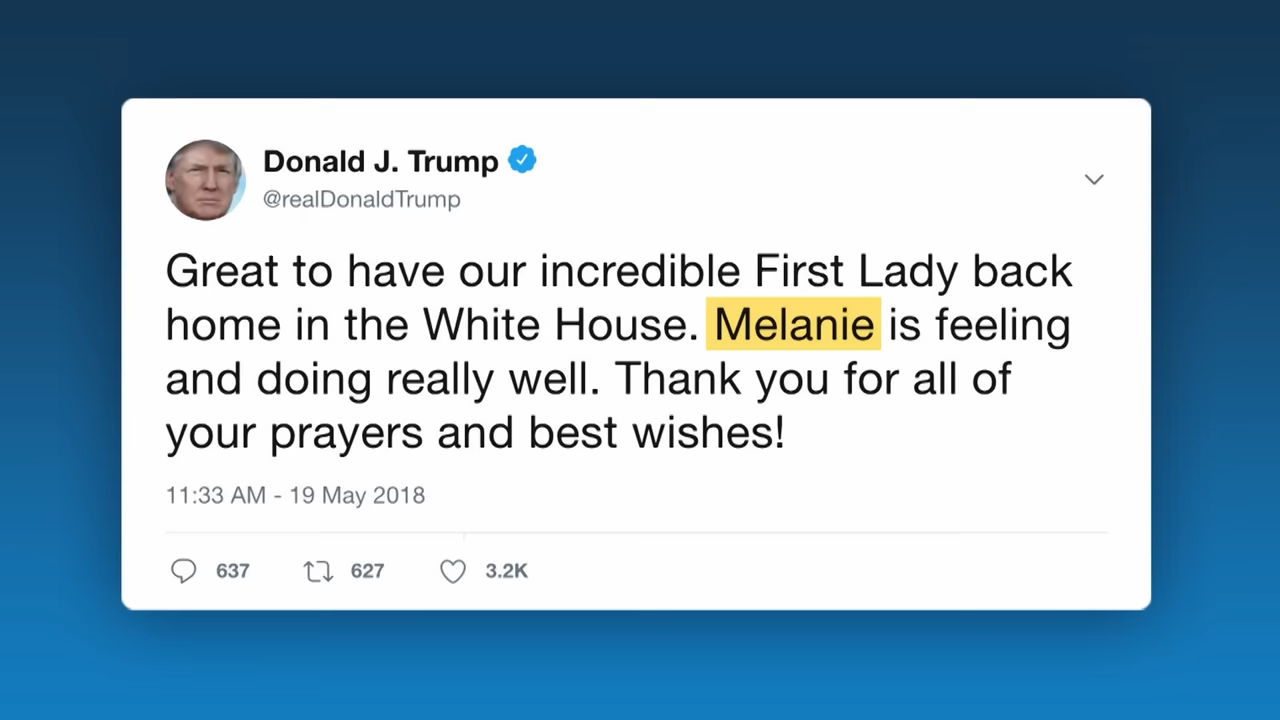 Donald J. Trump
@realDonaldTrump
Great to have our incredible First Lady back
home in the White House. Melanie is feeling
and doing really well. Thank you for all of
your prayers and best wishes!
11:33 AM - 19 May 2018
637 627 3.2K